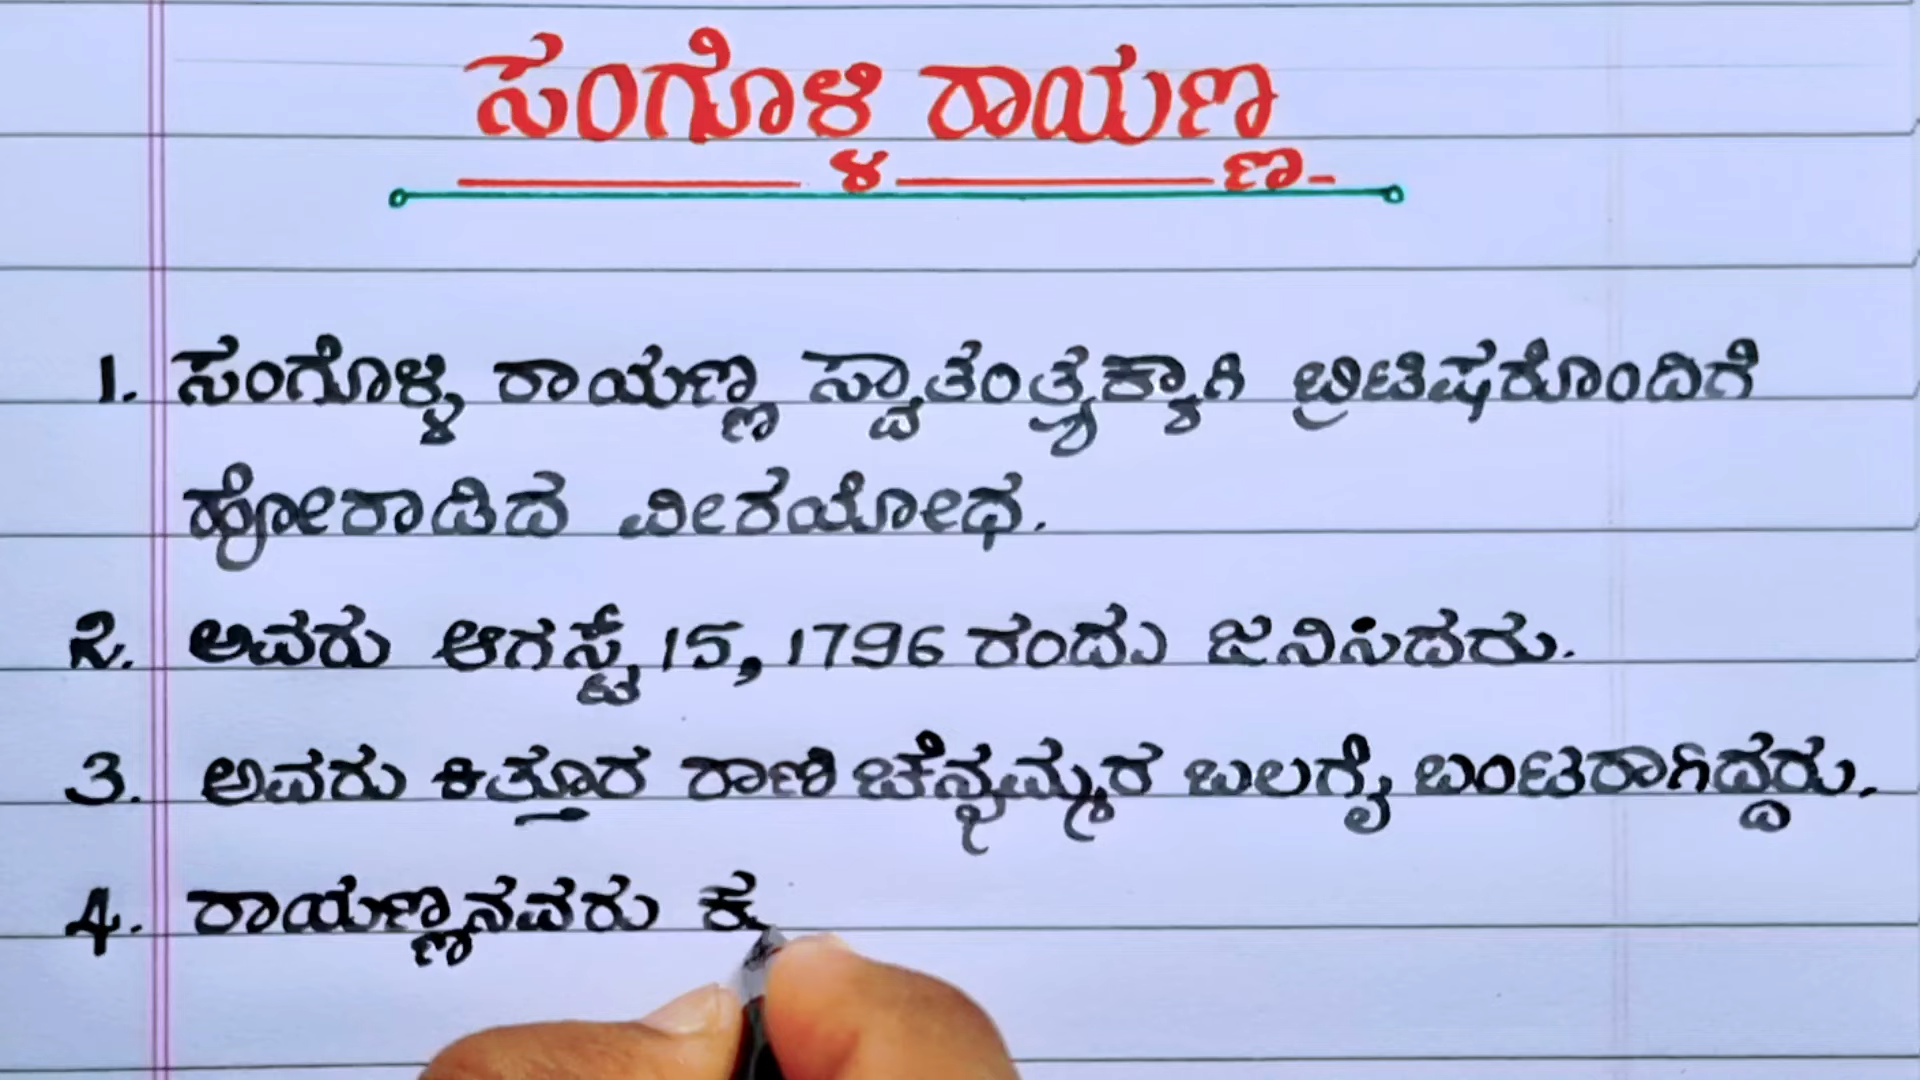 ಸಂಗೊಳ್ಳಿ ರಾಯಣ್ಣ
1. ಸಂಗೊಳ್ಳಿ ರಾಯಣ್ಣ ಸ್ವಾತಂತ್ರ್ಯಕ್ಕಾಗಿ ಬ್ರಿಟಿಷರೊಂದಿಗೆ
ಹೋರಾಡಿದ ವೀರಯೋಧ.
2. ಅವರು ಆಗಸ್ಟ್ 15, 1796 ರಂದು ಜನಿಸಿದರು.
3. ಅವರು ಕಿತ್ತೂರ ರಾಣಿ ಚೆನ್ನಮ್ಮರ ಬಲಗೈ ಬಂಟರಾಗಿದ್ದರು.
4. ರಾಯಣ್ಣನವರು